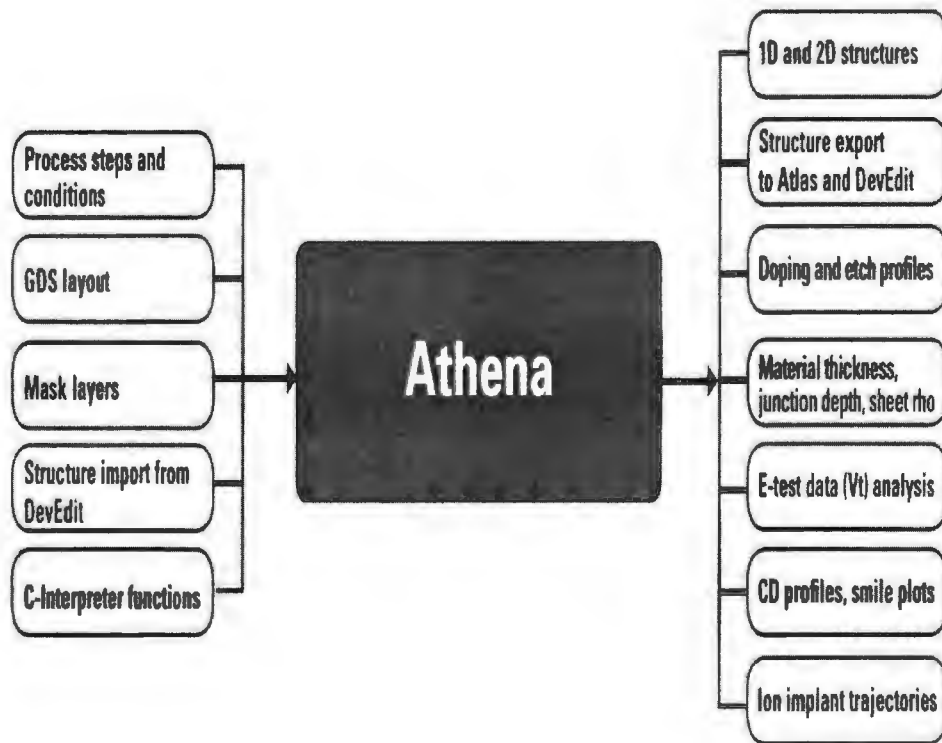 Process steps and
conditions
GDS layout
Mask layers
Structure import from
DevEdit
C-Interpreter functions
Athena
1D and 2D structures
Structure export
to Atlas and DevEdit
Doping and etch profiles
Material thickness,
junction depth, sheet rho
E-test data (Vt) analysis
CD profiles, smile plots
Ion implant trajectories